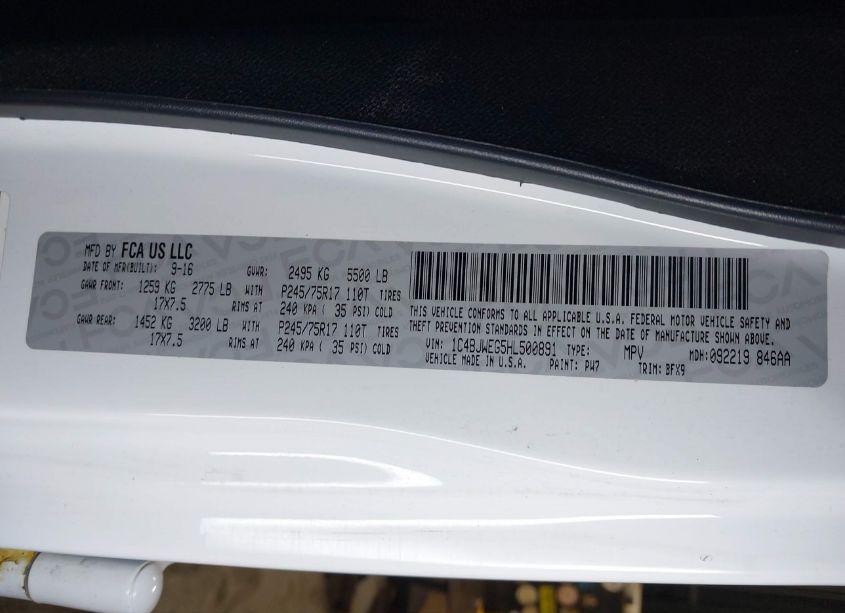 MFD BY FCA US LLC
DATE OF MFR(BUILT): 9-16 GVWR: 2495 KG 5500 LB
GAWR FRONT: 1259 KG 2775 LB WITH P245/75R17 110T TIRES
17X7.5 RIMS AT 240 KPA ( 35 PSI) COLD
GAWR REAR: 1452 KG 3200 LB WITH P245/75R17 110T TIRES
17X7.5 RIMS AT 240 KPA ( 35 PSI) COLD
THIS VEHICLE CONFORMS TO ALL APPLICABLE U.S.A. FEDERAL MOTOR VEHICLE SAFETY AND
THEFT PREVENTION STANDARDS IN EFFECT ON THE DATE OF MANUFACTURE SHOWN ABOVE.
VIN: 1C4BJWEG5HL500891 TYPE: MPV MDH:092219 846AA
VEHICLE MADE IN U.S.A. PAINT: PW7 TRIM: BFX9